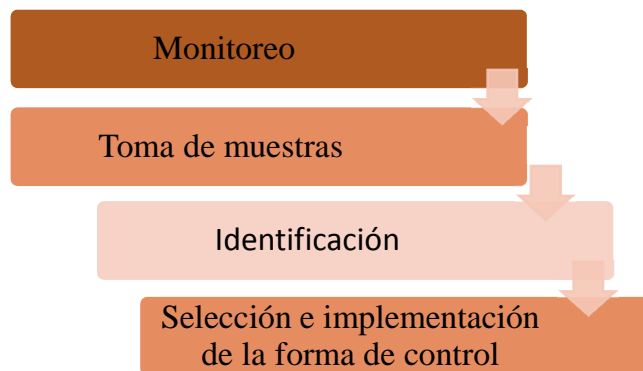 Monitoreo
Toma de muestras
Identificación
Selección e implementación
de la forma de control